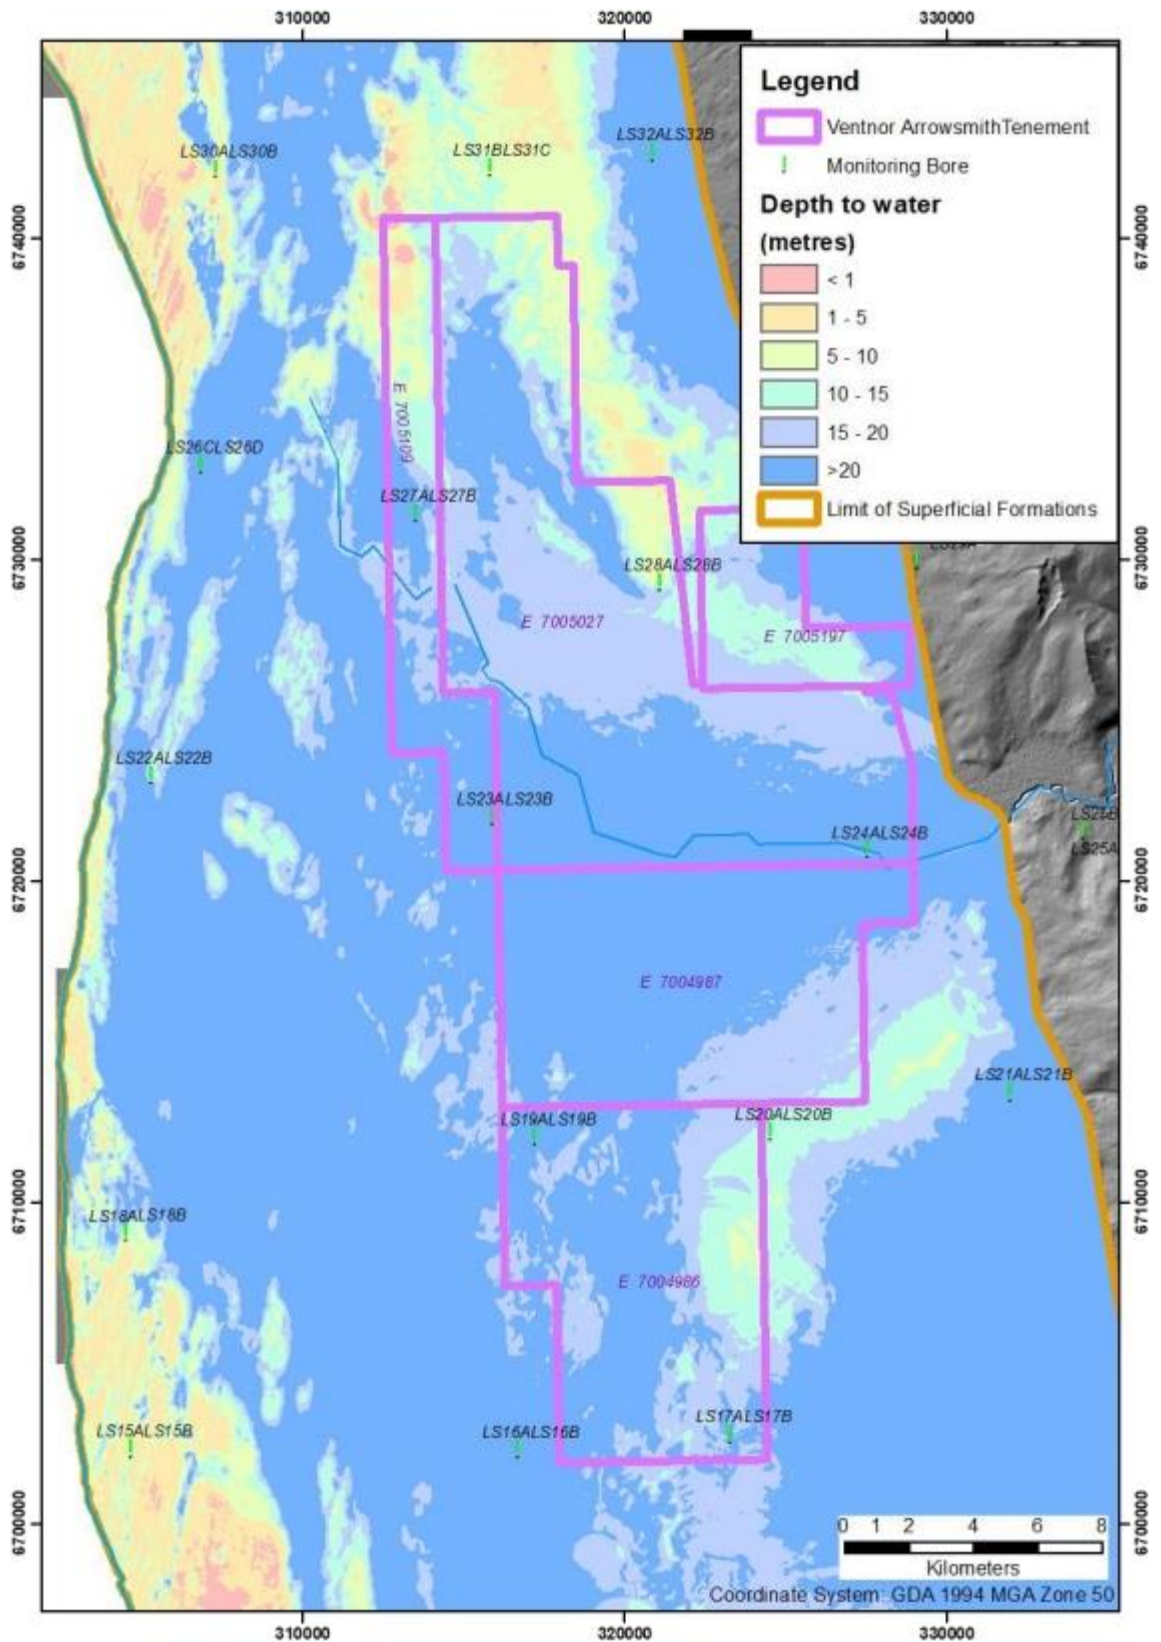 310000
320000
330000
Legend
Ventnor ArrowsmithTenement
Monitoring Bore
Depth to water
(metres)
< 1
1 - 5
5 - 10
10 - 15
15 - 20
>20
Limit of Superficial Formations
LS32ALS32B
LS30ALS30B
LS31BLS31C
6740000
6740000
E 7005109
LS26CLS26D
LS27ALS27B
6730000
6730000
LS28ALS28B
E 7005027
E 7005197
LS22ALS22B
LS23ALS23B
LS24ALS24B
LS25A
6720000
6720000
E 7004987
LS21ALS21B
LS19ALS19B
LS20ALS20B
6710000
6710000
LS18ALS18B
E 7004986
LS17ALS17B
LS15ALS15B
LS16ALS16B
6700000
6700000
0 1 2 4 6 8
Kilometers
Coordinate System: GDA 1994 MGA Zone 50
310000
320000
330000